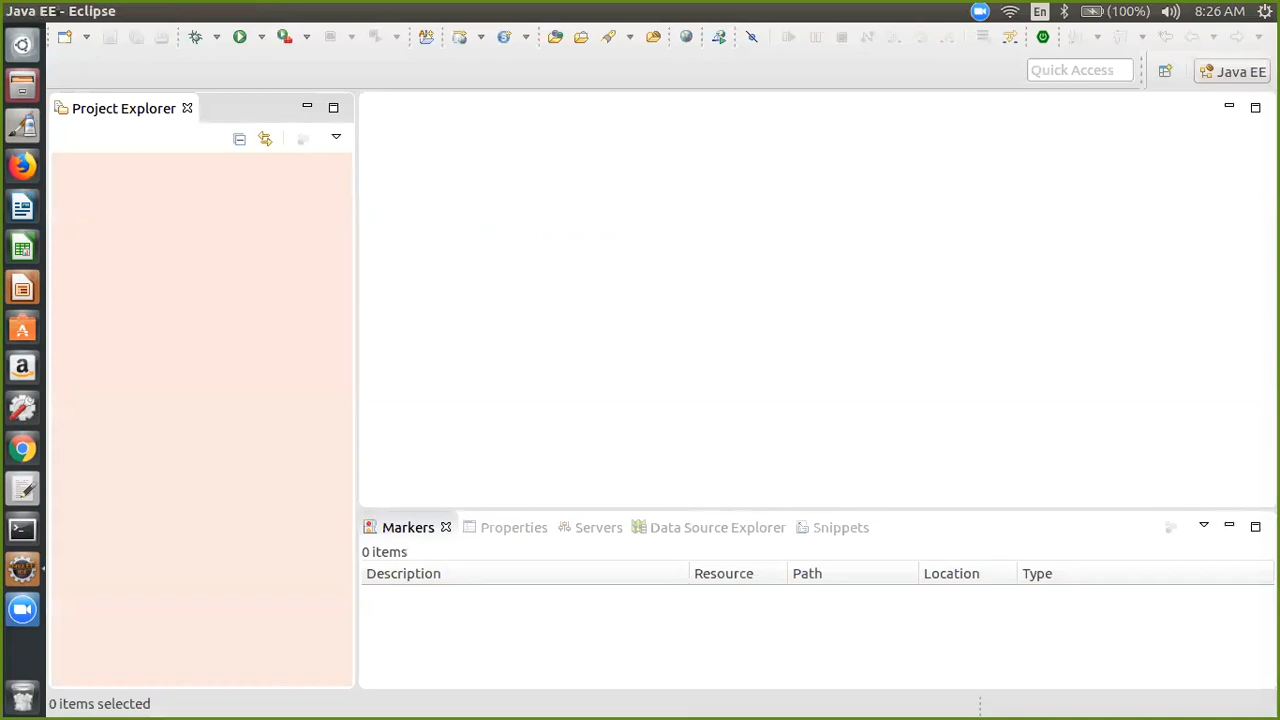 Java EE - Eclipse
En
(100%)
8:26 AM
Quick Access
Java EE
Project Explorer
Markers
Properties
Servers
Data Source Explorer
Snippets
0 items
Description
Resource
Path
Location
Type
0 items selected